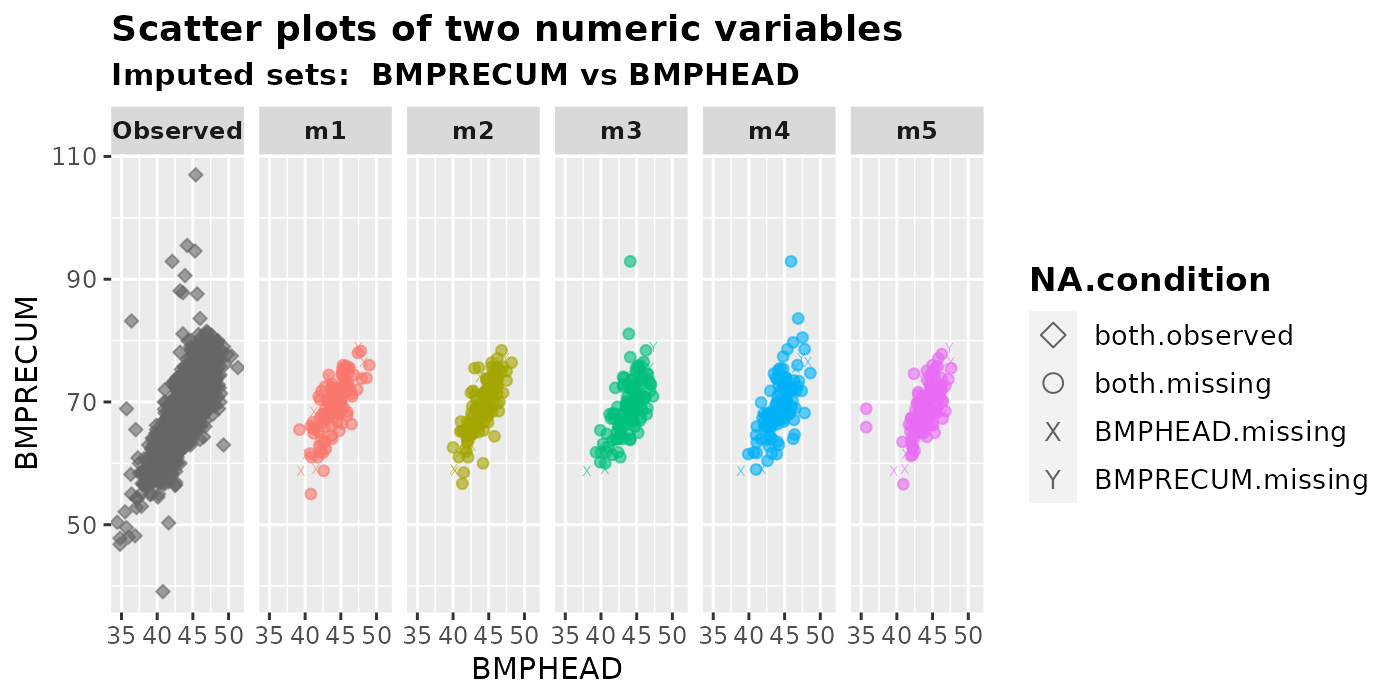 Scatter plots of two numeric variables
Imputed sets:  BMPRECUM vs BMPHEAD
Observed m1 m2 m3 m4 m5
110
90
70
50
BMPRECUM
35 40 45 50 35 40 45 50 35 40 45 50 35 40 45 50 35 40 45 50 35 40 45 50
BMPHEAD
NA.condition
both.observed
both.missing
X BMPHEAD.missing
Y BMPRECUM.missing